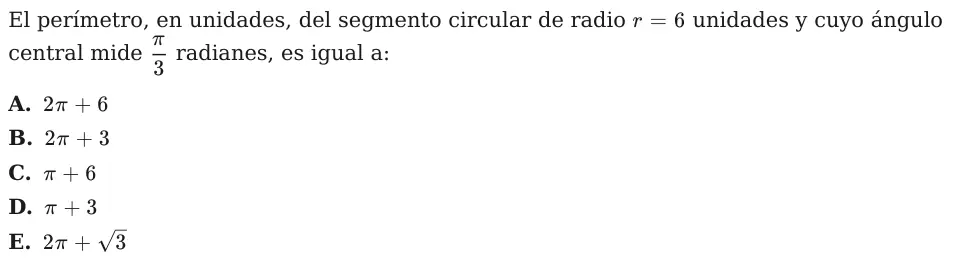 El perímetro, en unidades, del segmento circular de radio r = 6 unidades y cuyo ángulo
central mide π/3 radianes, es igual a:
A. 2π + 6
B. 2π + 3
C. π + 6
D. π + 3
E. 2π + √3